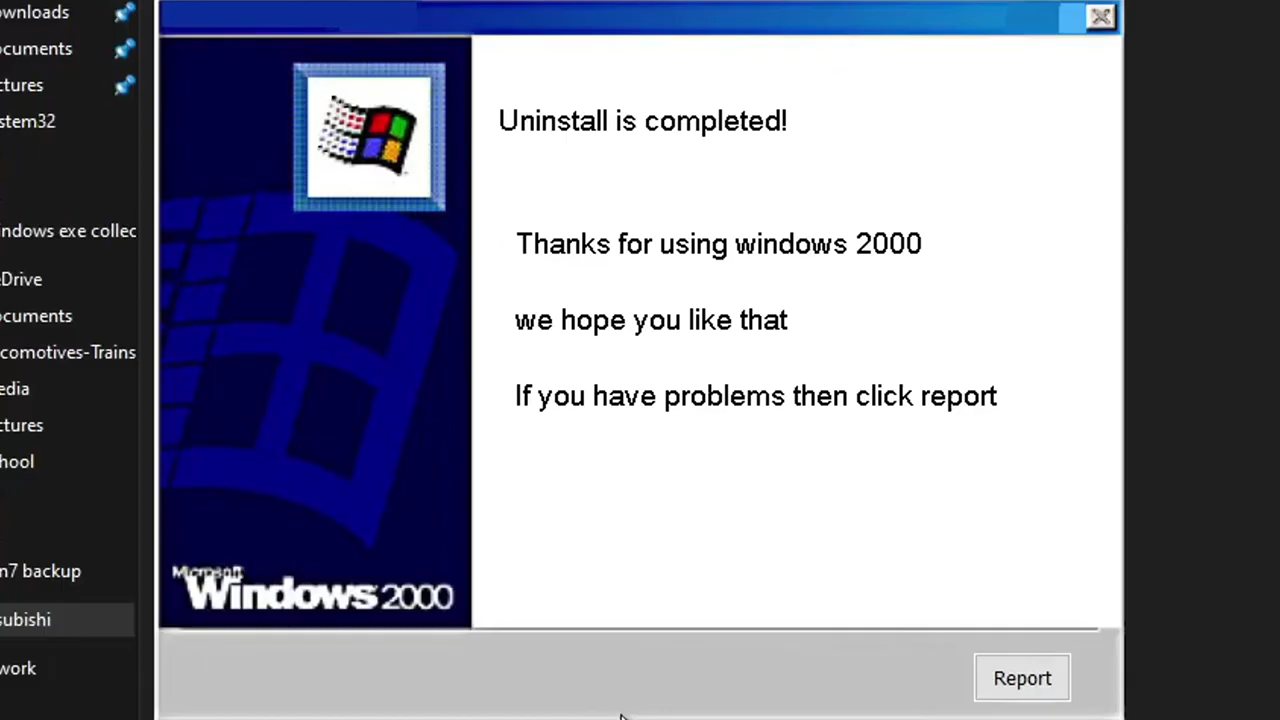 ownloads
ocuments
ctures
stem32
indows exe collec
eDrive
ocuments
comotives-Trains
edia
ctures
hool
n7 backup
subishi
work
Uninstall is completed!
Thanks for using windows 2000
we hope you like that
If you have problems then click report
Microsoft
Windows 2000
Report